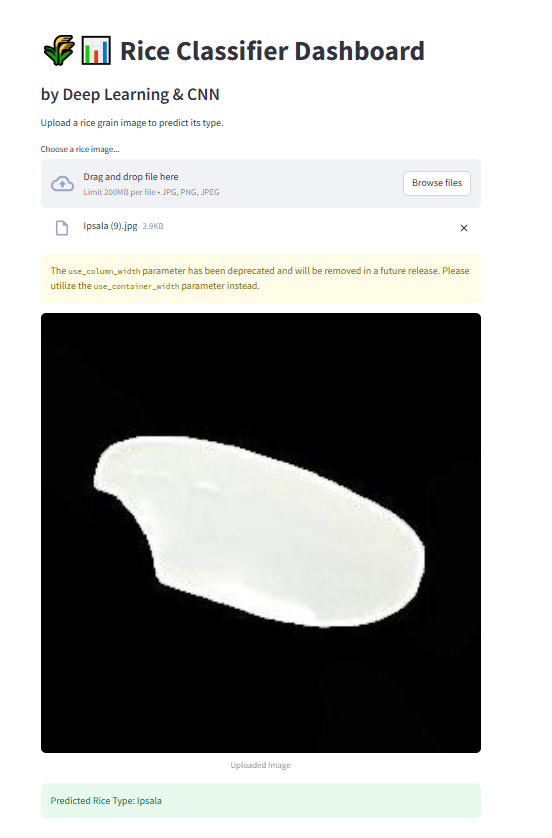 Rice Classifier Dashboard
by Deep Learning & CNN
Upload a rice grain image to predict its type.
Choose a rice image...
Drag and drop file here
Limit 200MB per file • JPG, PNG, JPEG
Browse files
Ipsala (9).jpg 3.9KB
The use_column_width parameter has been deprecated and will be removed in a future release. Please
utilize the use_container_width parameter instead.
Uploaded Image
Predicted Rice Type: Ipsala